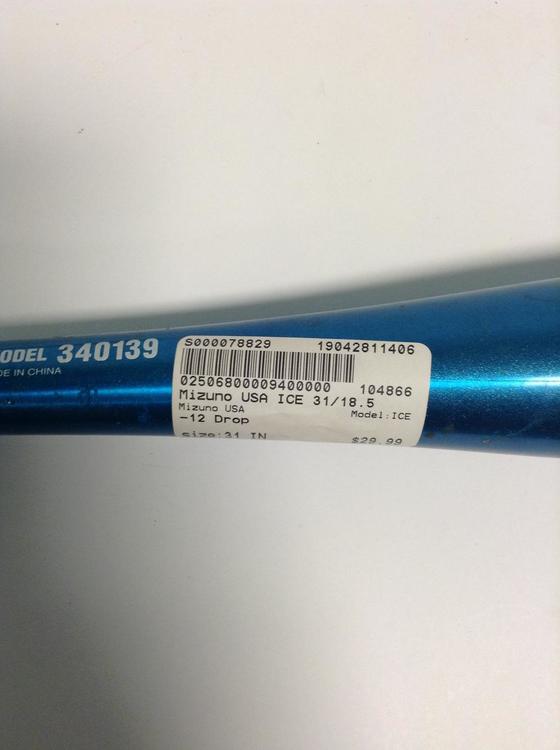 ODEL 340139
DE IN CHINA
S000078829 19042811406
02506800009400000 104866
Mizuno USA ICE 31/18.5
Mizuno USA Model:ICE
-12 Drop
size:31 IN $29.99